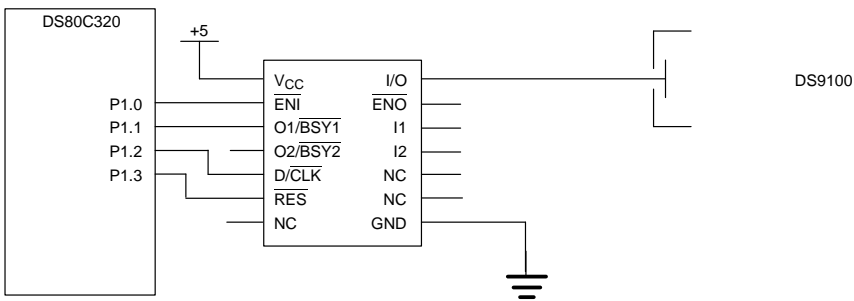 DS80C320
+5
DS9100
V_CC I/O
P1.0 ENI ENO
P1.1 O1/BSY1 I1
P1.2 O2/BSY2 I2
P1.3 D/CLK NC
RES NC
NC GND